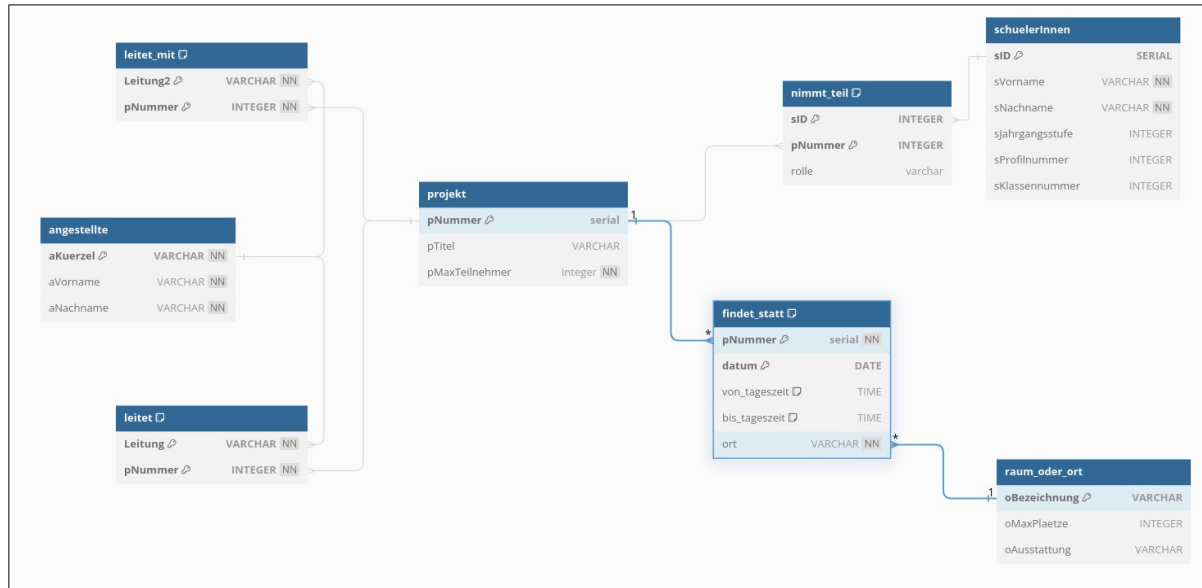 leitet_mit
Leitung2 VARCHAR NN
pNummer INTEGER NN
angestellte
aKuerzel VARCHAR NN
aVorname VARCHAR NN
aNachname VARCHAR NN
leitet
Leitung VARCHAR NN
pNummer INTEGER NN
projekt
pNummer serial
pTitel VARCHAR
pMaxTeilnehmer integer NN
1
*
findet_statt
pNummer serial NN
datum DATE
von_tageszeit TIME
bis_tageszeit TIME
ort VARCHAR NN
*
1
nimmt_teil
sID INTEGER
pNummer INTEGER
rolle varchar
schuelerInnen
sID SERIAL
sVorname VARCHAR NN
sNachname VARCHAR NN
sJahrgangsstufe INTEGER
sProfilnummer INTEGER
sKlassennummer INTEGER
raum_oder_ort
oBezeichnung VARCHAR
oMaxPlaetze INTEGER
oAusstattung VARCHAR